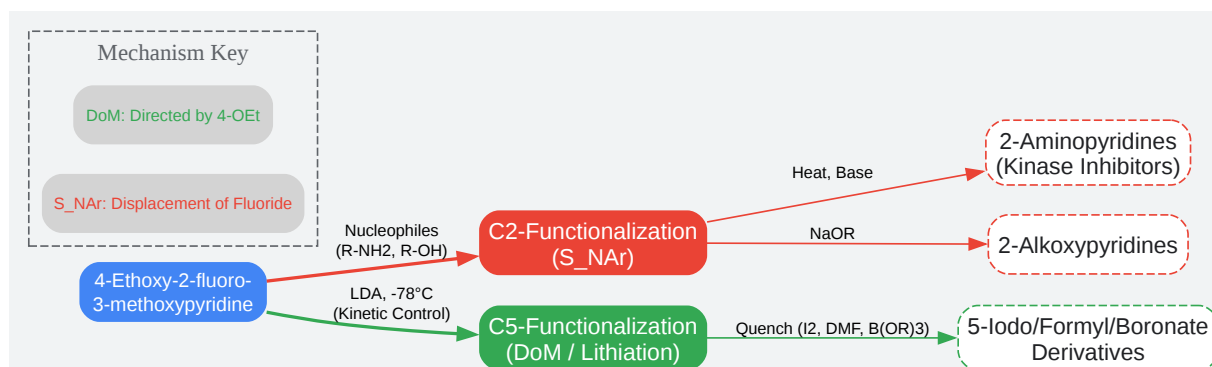 Mechanism Key
DoM: Directed by 4-OEt
S_NAr: Displacement of Fluoride
4-Ethoxy-2-fluoro-
3-methoxypyridine
Nucleophiles
(R-NH2, R-OH)
LDA, -78°C
(Kinetic Control)
C2-Functionalization
(S_NAr)
C5-Functionalization
(DoM / Lithiation)
Heat, Base
NaOR
Quench (I2, DMF, B(OR)3)
2-Aminopyridines
(Kinase Inhibitors)
2-Alkoxypyridines
5-Iodo/Formyl/Boronate
Derivatives